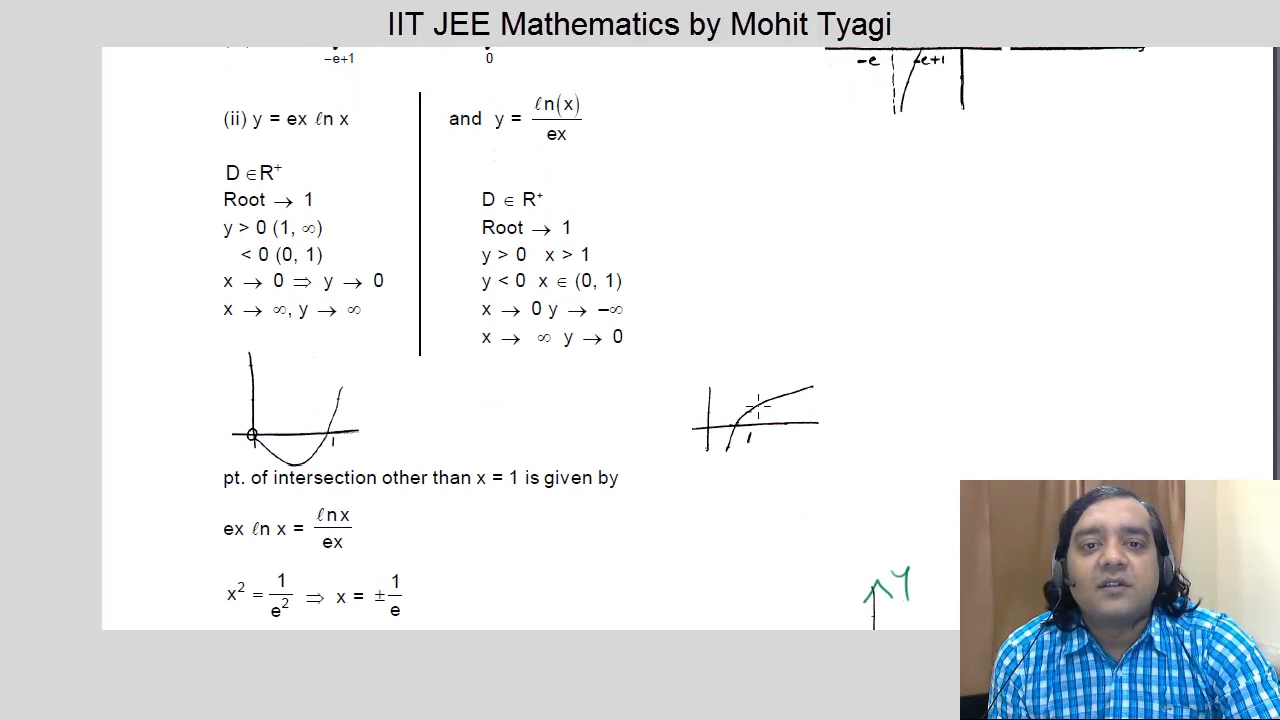 IIT JEE Mathematics by Mohit Tyagi
−e+1 0
-e -e+1
(ii) y = ex ℓn x and y = ℓn(x)/ex
D ∈ R⁺
Root → 1
y > 0 (1, ∞)
< 0 (0, 1)
x → 0 ⇒ y → 0
x → ∞, y → ∞
D ∈ R⁺
Root → 1
y > 0 x > 1
y < 0 x ∈ (0, 1)
x → 0 y → −∞
x → ∞ y → 0
1
1
pt. of intersection other than x = 1 is given by
ex ℓn x = ℓn x/ex
x² = 1/e² ⇒ x = ± 1/e
Y